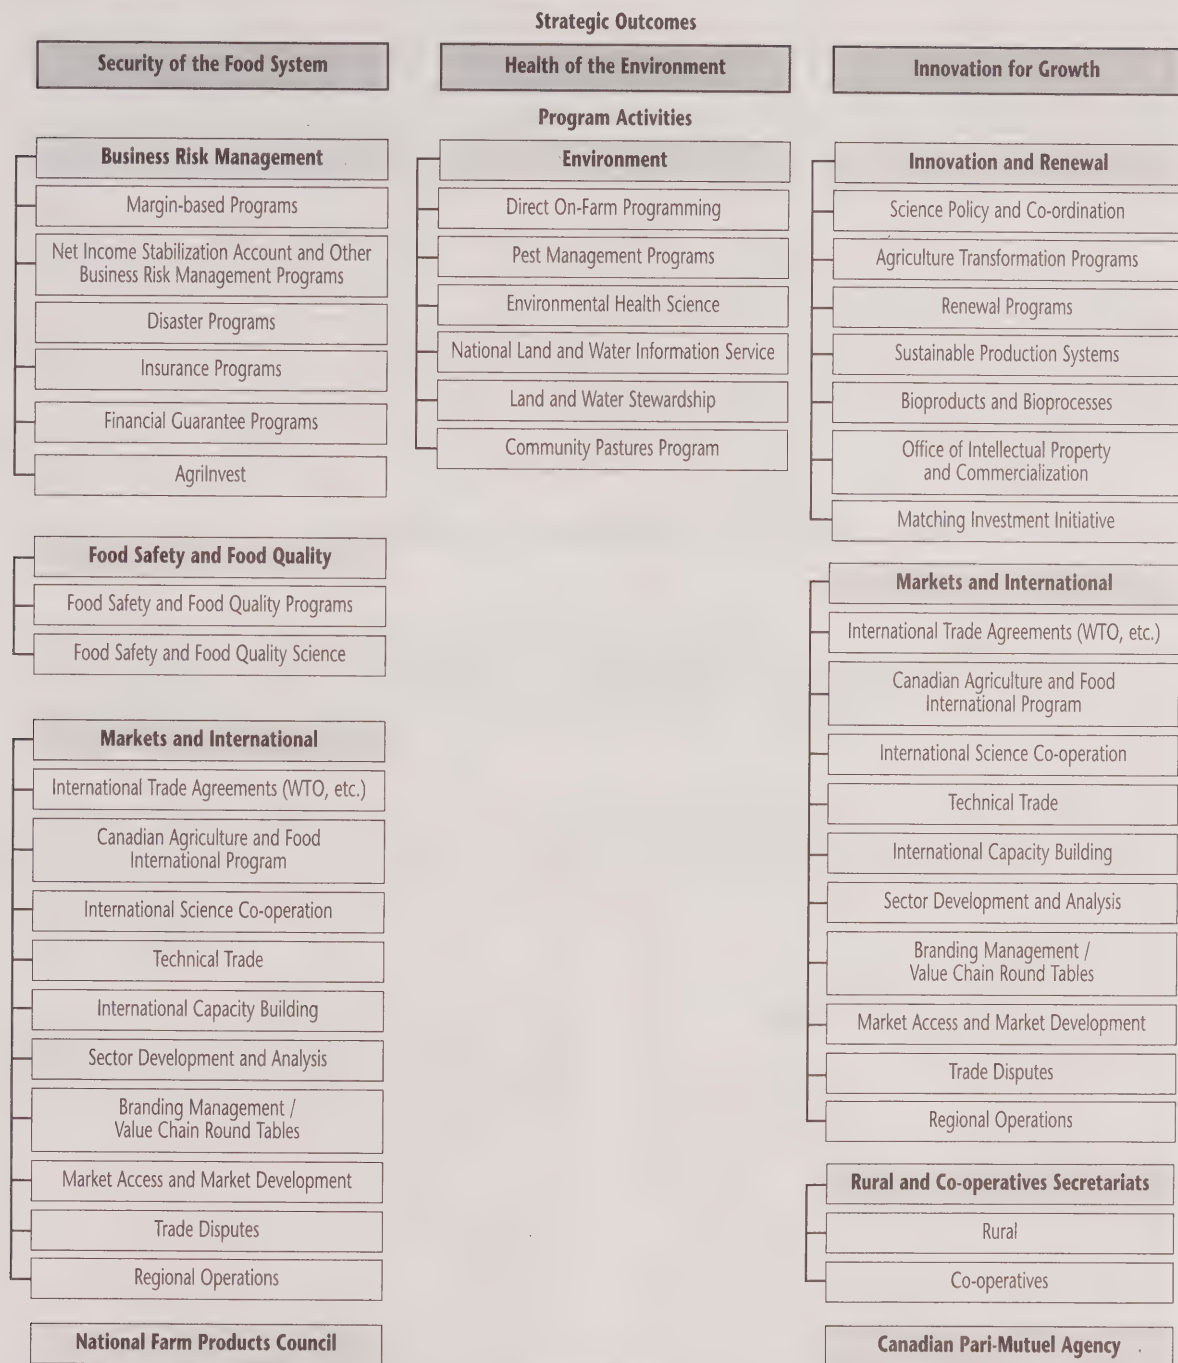 Strategic Outcomes
Security of the Food System
Health of the Environment
Innovation for Growth
Program Activities
Business Risk Management
Margin-based Programs
Net Income Stabilization Account and Other
Business Risk Management Programs
Disaster Programs
Insurance Programs
Financial Guarantee Programs
AgriInvest
Food Safety and Food Quality
Food Safety and Food Quality Programs
Food Safety and Food Quality Science
Markets and International
International Trade Agreements (WTO, etc.)
Canadian Agriculture and Food
International Program
International Science Co-operation
Technical Trade
International Capacity Building
Sector Development and Analysis
Branding Management /
Value Chain Round Tables
Market Access and Market Development
Trade Disputes
Regional Operations
National Farm Products Council
Environment
Direct On-Farm Programming
Pest Management Programs
Environmental Health Science
National Land and Water Information Service
Land and Water Stewardship
Community Pastures Program
Innovation and Renewal
Science Policy and Co-ordination
Agriculture Transformation Programs
Renewal Programs
Sustainable Production Systems
Bioproducts and Bioprocesses
Office of Intellectual Property
and Commercialization
Matching Investment Initiative
Markets and International
International Trade Agreements (WTO, etc.)
Canadian Agriculture and Food
International Program
International Science Co-operation
Technical Trade
International Capacity Building
Sector Development and Analysis
Branding Management /
Value Chain Round Tables
Market Access and Market Development
Trade Disputes
Regional Operations
Rural and Co-operatives Secretariats
Rural
Co-operatives
Canadian Pari-Mutuel Agency